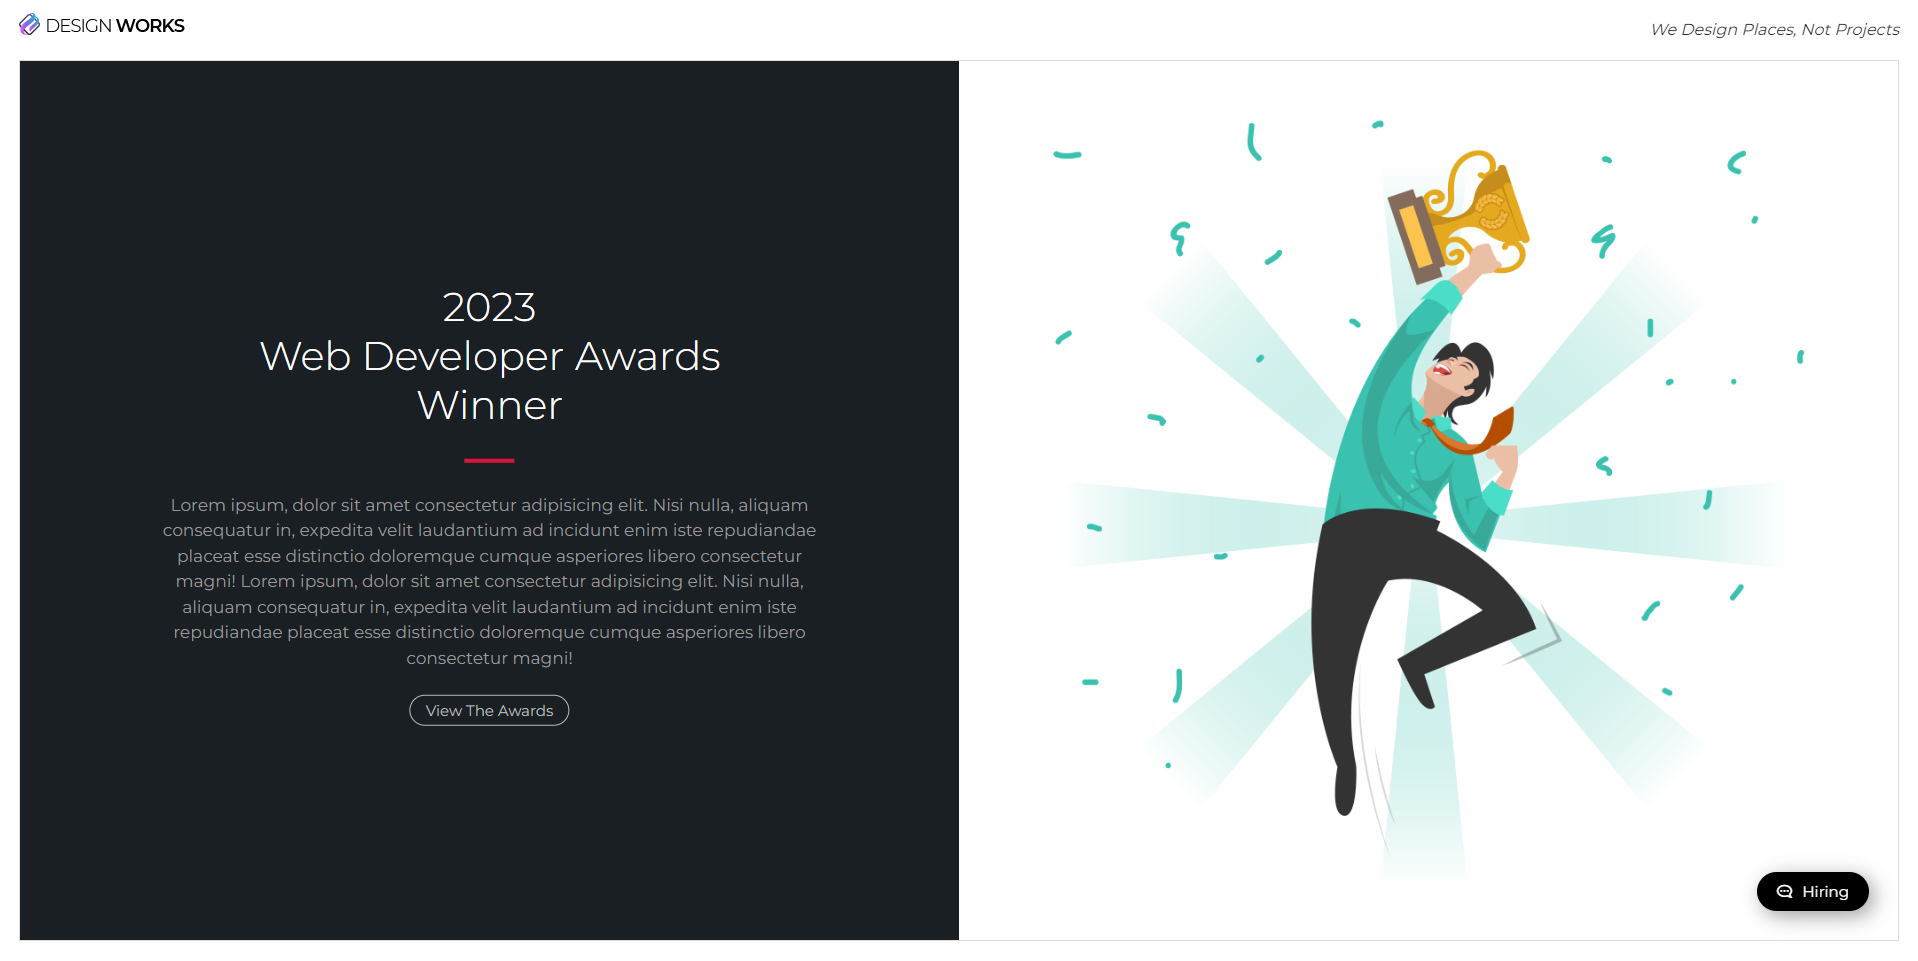 DESIGN WORKS
We Design Places, Not Projects
2023
Web Developer Awards
Winner
Lorem ipsum, dolor sit amet consectetur adipisicing elit. Nisi nulla, aliquam
consequatur in, expedita velit laudantium ad incidunt enim iste repudiandae
placeat esse distinctio doloremque cumque asperiores libero consectetur
magni! Lorem ipsum, dolor sit amet consectetur adipisicing elit. Nisi nulla,
aliquam consequatur in, expedita velit laudantium ad incidunt enim iste
repudiandae placeat esse distinctio doloremque cumque asperiores libero
consectetur magni!
View The Awards
Hiring